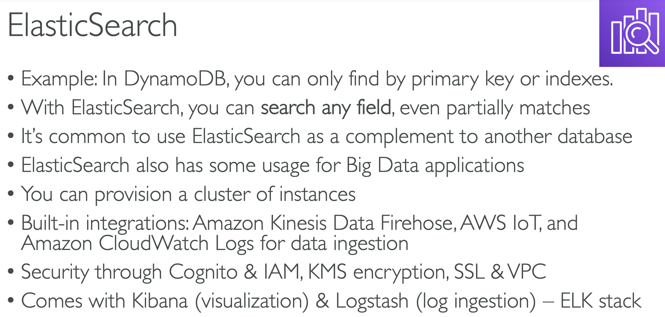 ElasticSearch
• Example: In DynamoDB, you can only find by primary key or indexes.
• With ElasticSearch, you can search any field, even partially matches
• It's common to use ElasticSearch as a complement to another database
• ElasticSearch also has some usage for Big Data applications
• You can provision a cluster of instances
• Built-in integrations: Amazon Kinesis Data Firehose, AWS IoT, and
Amazon CloudWatch Logs for data ingestion
• Security through Cognito & IAM, KMS encryption, SSL & VPC
• Comes with Kibana (visualization) & Logstash (log ingestion) – ELK stack